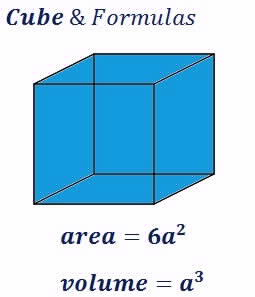 Cube & Formulas
area = 6a²
volume = a³